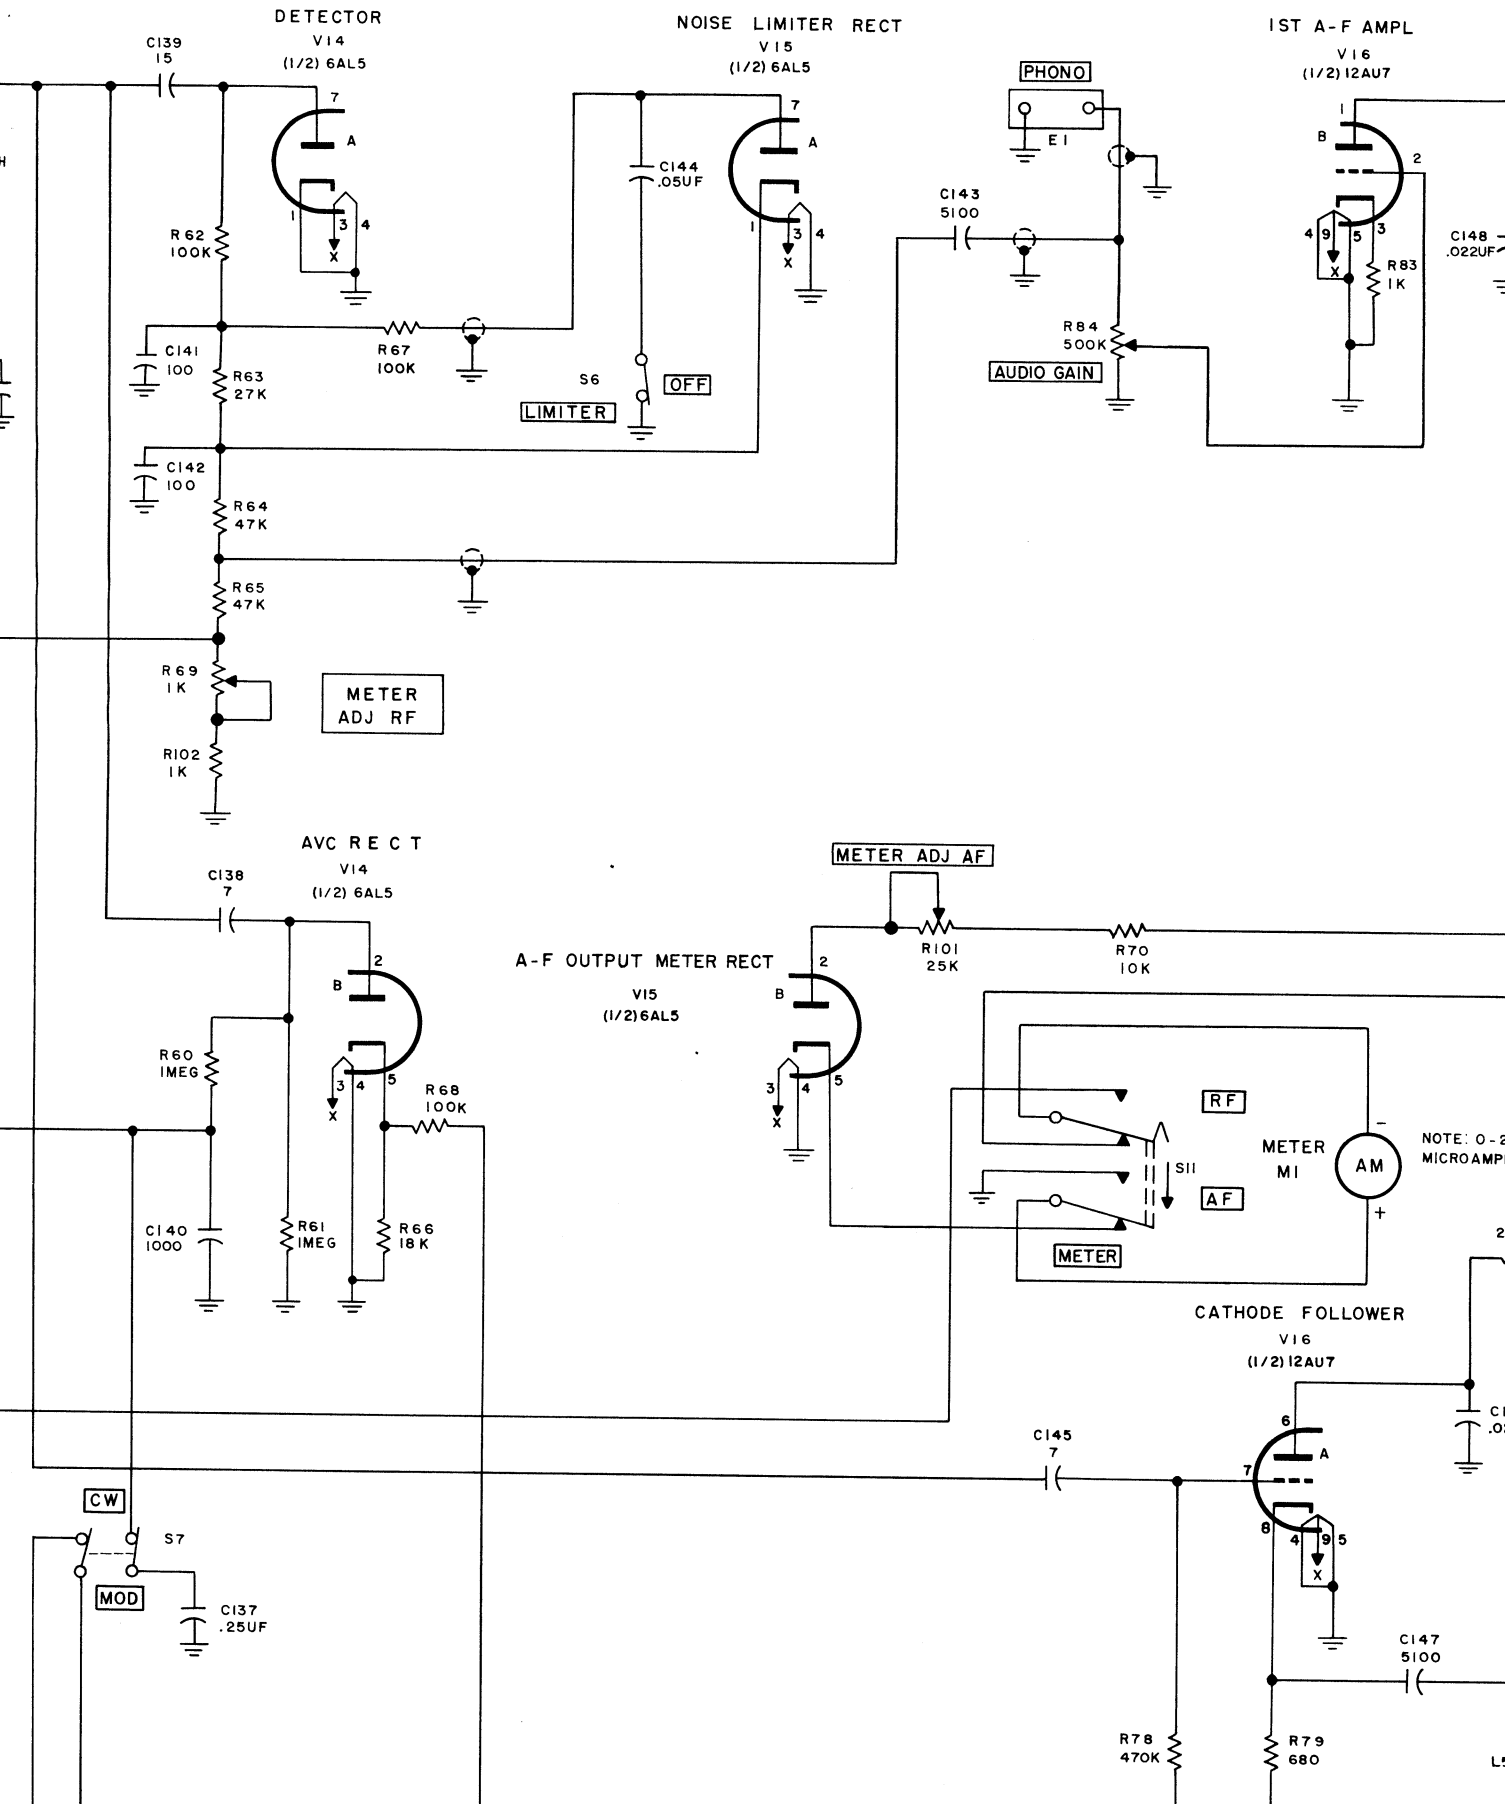 DETECTOR
V14
(1/2) 6AL5
C139
15
7
A
1
3
4
X
R62
100K
C141
100
R63
27K
R67
100K
C142
100
R64
47K
R65
47K
R69
1K
METER
ADJ RF
R102
1K
NOISE LIMITER RECT
V15
(1/2) 6AL5
7
A
1
3
4
X
C144
.05UF
S6
OFF
LIMITER
PHONO
E1
C143
5100
R84
500K
AUDIO GAIN
1ST A-F AMPL
V16
(1/2) 12AU7
1
B
2
4
9
5
3
X
R83
1K
C148
.022UF
H
AVC RECT
V14
(1/2) 6AL5
C138
7
2
B
3
4
5
X
R60
1MEG
R68
100K
C140
1000
R61
1MEG
R66
18K
A-F OUTPUT METER RECT
V15
(1/2) 6AL5
2
B
3
4
5
X
METER ADJ AF
R101
25K
R70
10K
RF
S11
AF
METER
METER
M1
AM
-
+
NOTE: 0-2
MICROAMP
2
CATHODE FOLLOWER
V16
(1/2) 12AU7
6
A
7
8
4
9
5
X
C145
7
C1
.0
CW
S7
MOD
C137
.25UF
C147
5100
R78
470K
R79
680
L5